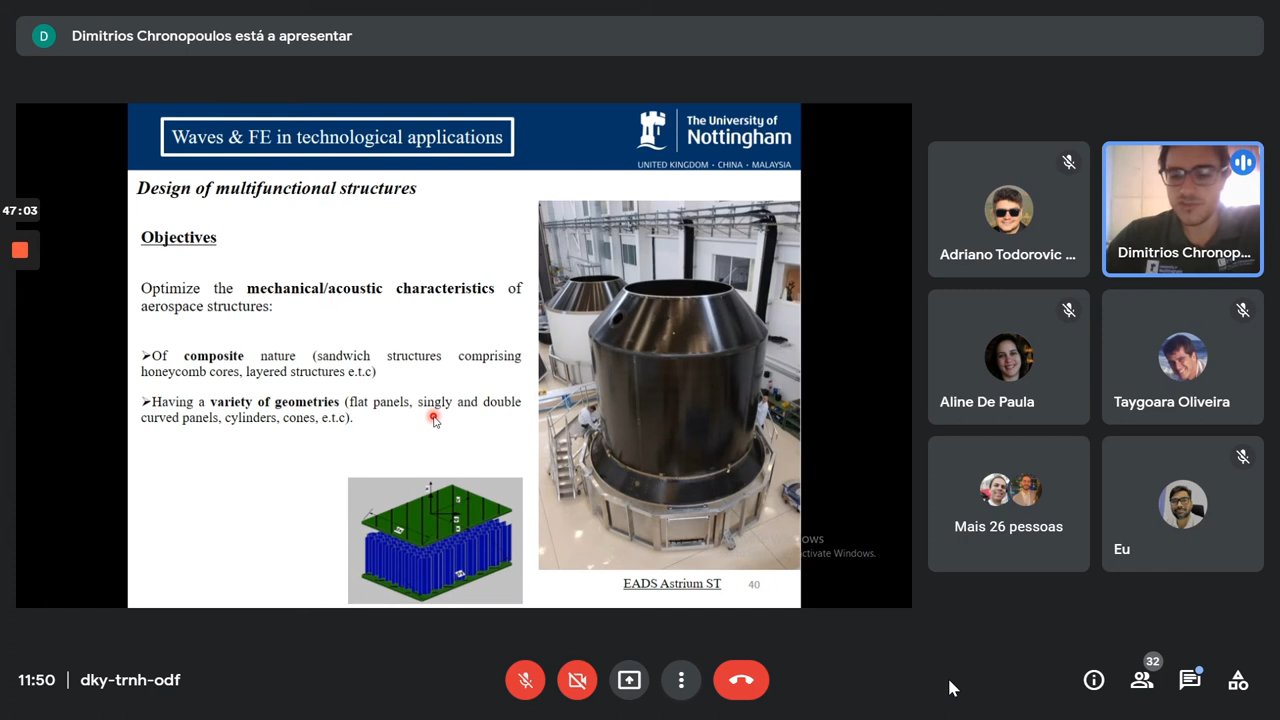 D
Dimitrios Chronopoulos está a apresentar
Waves & FE in technological applications
The University of
Nottingham
UNITED KINGDOM · CHINA · MALAYSIA
Design of multifunctional structures
47:03
Objectives
Optimize the mechanical/acoustic characteristics of
aerospace structures:
➢Of composite nature (sandwich structures comprising
honeycomb cores, layered structures e.t.c)
➢Having a variety of geometries (flat panels, singly and double
curved panels, cylinders, cones, e.t.c).
EADS Astrium ST
40
ows
ctivate Windows.
Adriano Todorovic ...
Dimitrios Chronop...
Aline De Paula
Taygoara Oliveira
Mais 26 pessoas
Eu
11:50 | dky-trnh-odf
32